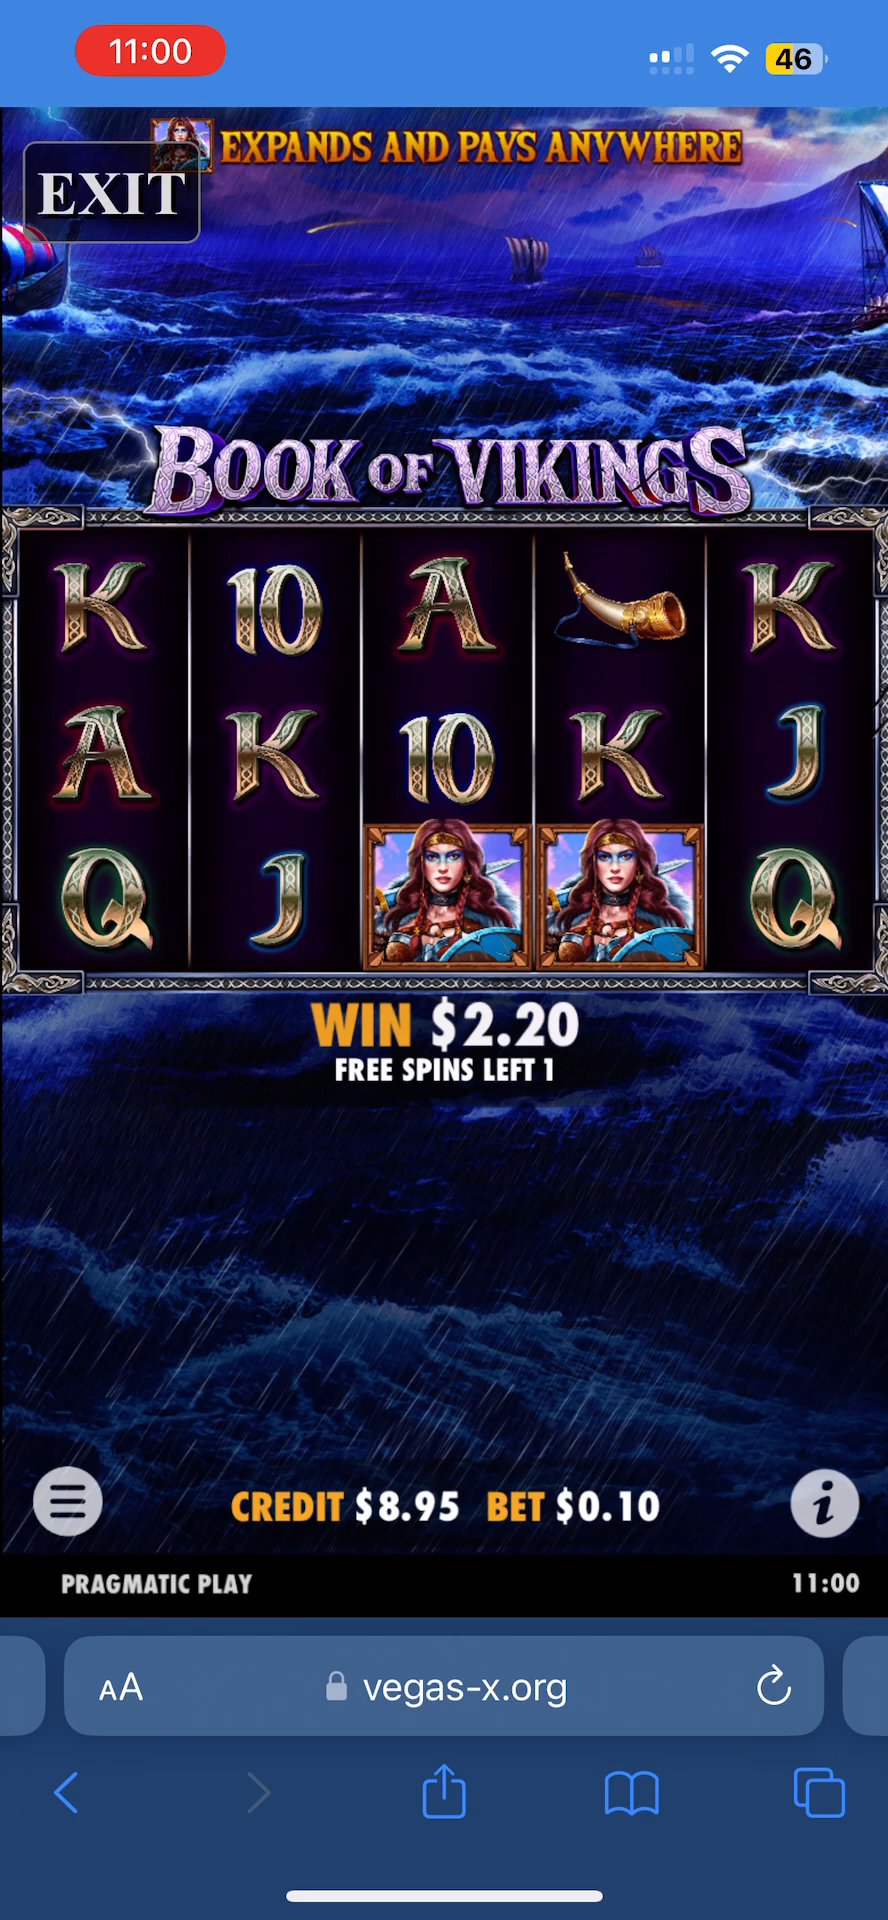 11:00
46
EXPANDS AND PAYS ANYWHERE
EXIT
BOOK OF VIKINGS
K 10 A K
A K 10 K J
Q J Q
WIN $2.20
FREE SPINS LEFT 1
CREDIT $8.95 BET $0.10
i
PRAGMATIC PLAY 11:00
AA vegas-x.org